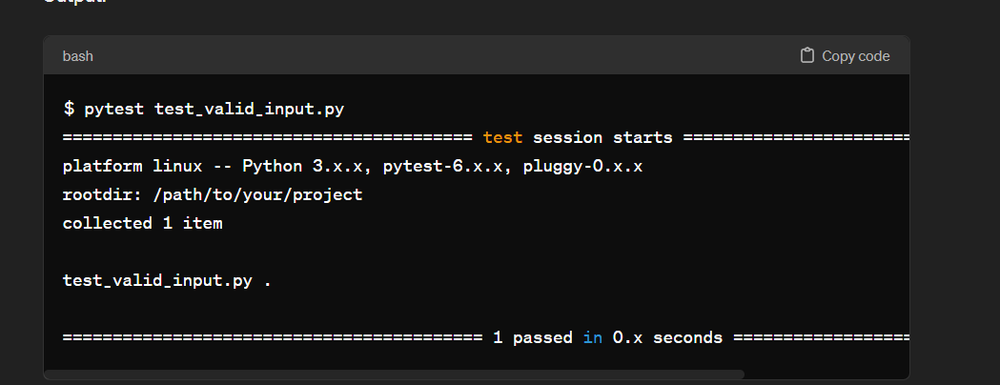 Output:
bash
Copy code
$ pytest test_valid_input.py
========================================= test session starts =======================
platform linux -- Python 3.x.x, pytest-6.x.x, pluggy-0.x.x
rootdir: /path/to/your/project
collected 1 item
test_valid_input.py .
========================================== 1 passed in 0.x seconds ==================